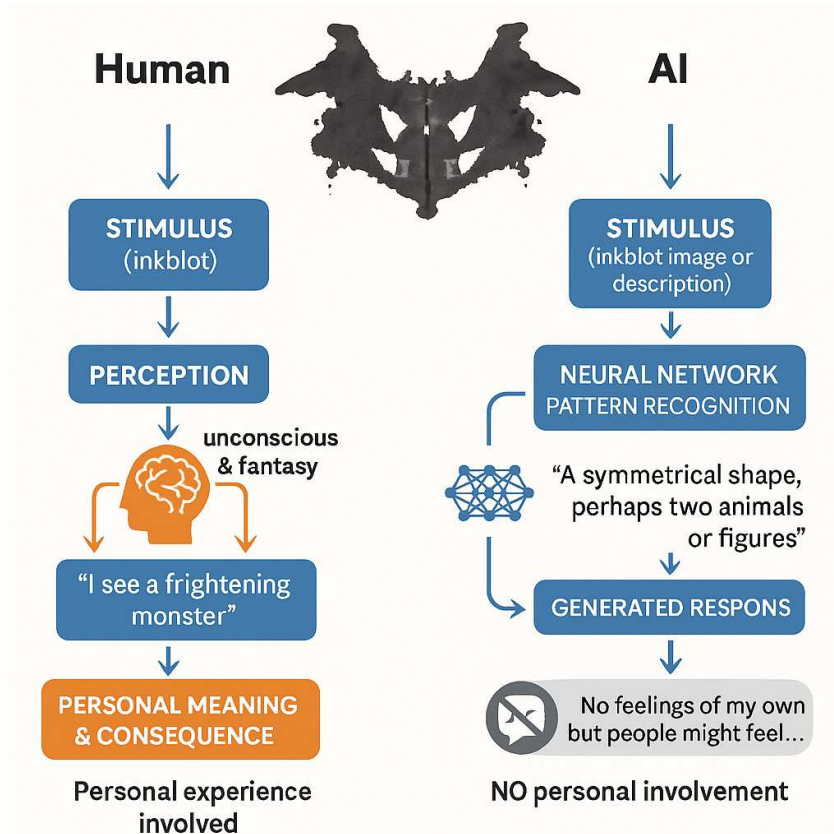 Human
STIMULUS
(inkblot)
PERCEPTION
unconscious
& fantasy
“I see a frightening
monster”
PERSONAL MEANING
& CONSEQUENCE
Personal experience
involved
AI
STIMULUS
(inkblot image or
description)
NEURAL NETWORK
PATTERN RECOGNITION
“A symmetrical shape,
perhaps two animals
or figures”
GENERATED RESPONS
No feelings of my own
but people might feel…
NO personal involvement